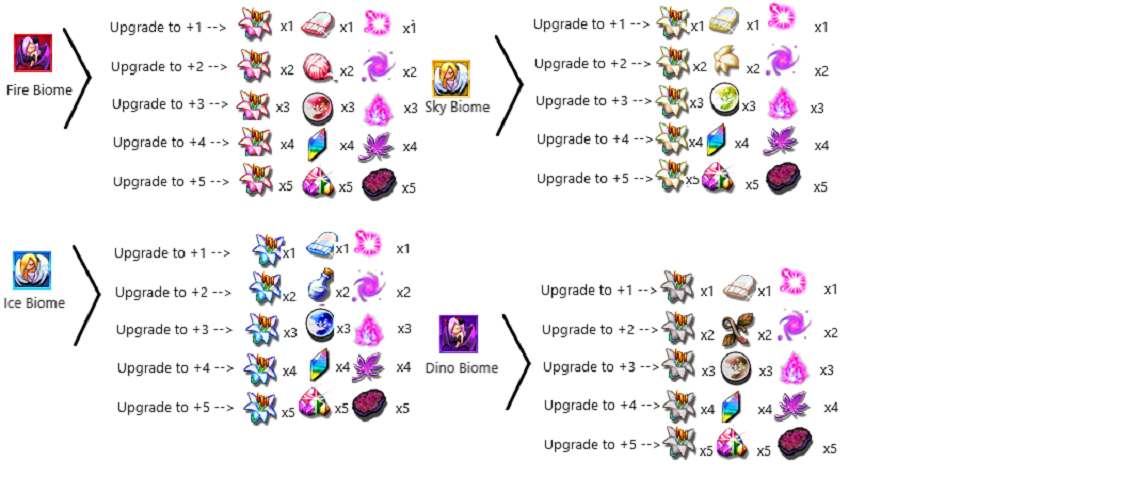 Upgrade to +1 --> x1 x1 x1
Upgrade to +2 --> x2 x2 x2
Fire Biome
Upgrade to +3 --> x3 x3 x3
Upgrade to +4 --> x4 x4 x4
Upgrade to +5 --> x5 x5 x5
Upgrade to +1 --> x1 x1 x1
Upgrade to +2 --> x2 x2 x2
Sky Biome
Upgrade to +3 --> x3 x3 x3
Upgrade to +4 --> x4 x4 x4
Upgrade to +5 --> x5 x5 x5
Upgrade to +1 --> x1 x1 x1
Upgrade to +2 --> x2 x2 x2
Ice Biome
Upgrade to +3 --> x3 x3 x3
Upgrade to +4 --> x4 x4 x4
Upgrade to +5 --> x5 x5 x5
Upgrade to +1 --> x1 x1 x1
Upgrade to +2 --> x2 x2 x2
Upgrade to +3 --> x3 x3 x3
Dino Biome
Upgrade to +4 --> x4 x4 x4
Upgrade to +5 --> x5 x5 x5